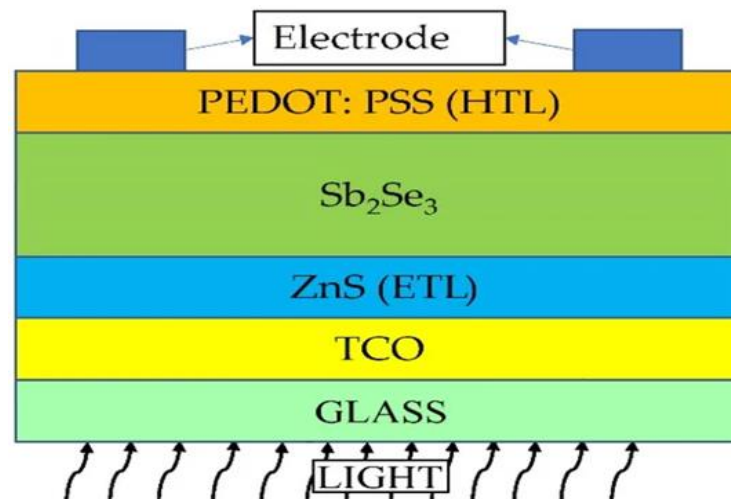 Electrode
PEDOT: PSS (HTL)
Sb₂Se₃
ZnS (ETL)
TCO
GLASS
LIGHT